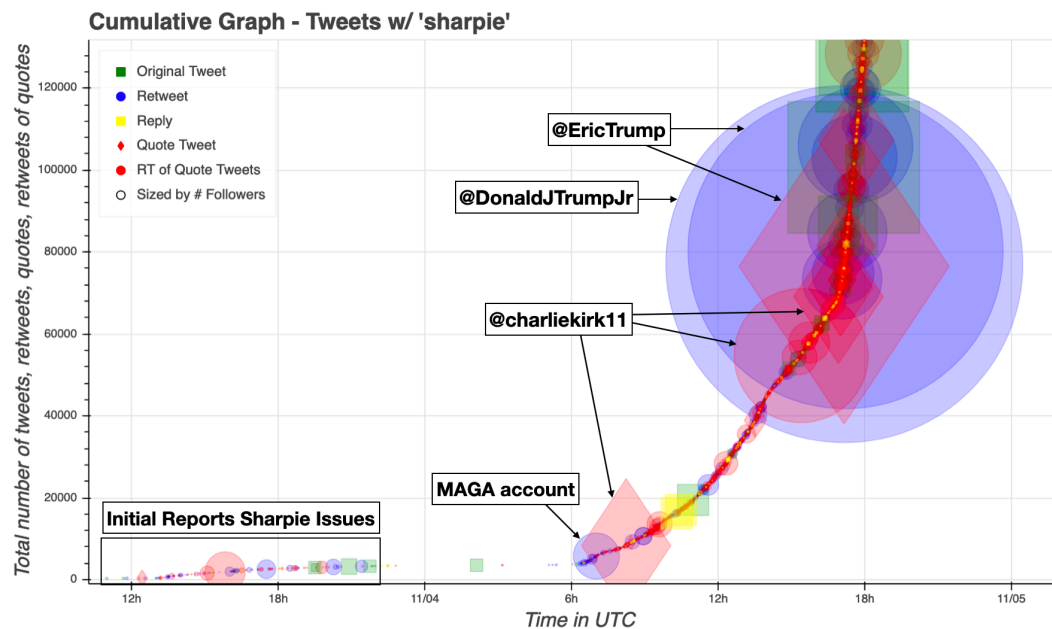 Cumulative Graph - Tweets w/ 'sharpie'
Total number of tweets, retweets, quotes, retweets of quotes
120000
100000
80000
60000
40000
20000
0
Original Tweet
Retweet
Reply
Quote Tweet
RT of Quote Tweets
Sized by # Followers
@EricTrump
@DonaldJTrumpJr
@charliekirk11
MAGA account
Initial Reports Sharpie Issues
12h
18h
11/04
6h
12h
18h
11/05
Time in UTC